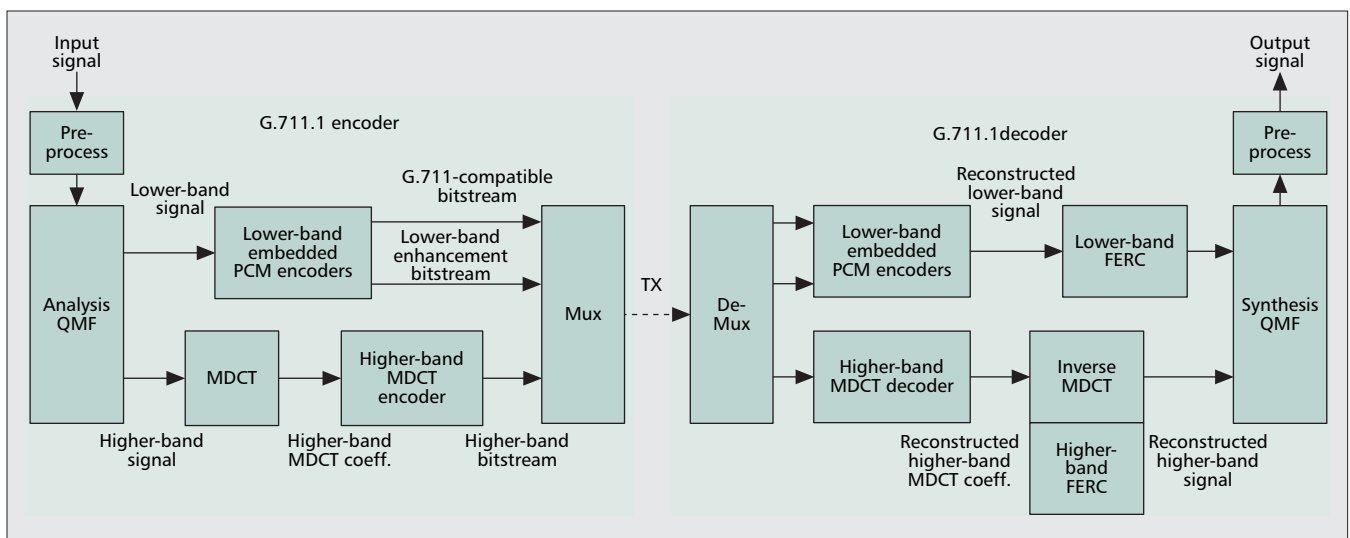 Input
signal
Pre-
process
G.711.1 encoder
Lower-band
signal
G.711-compatible
bitstream
Lower-band
embedded
PCM encoders
Lower-band
enhancement
bitstream
Analysis
QMF
MDCT
Higher-band
MDCT
encoder
Mux
Higher-band
signal
Higher-band
MDCT coeff.
Higher-band
bitstream
TX
Output
signal
Pre-
process
G.711.1decoder
Reconstructed
lower-band
signal
De-
Mux
Lower-band
embedded
PCM encoders
Lower-band
FERC
Synthesis
QMF
Higher-band
MDCT decoder
Inverse
MDCT
Reconstructed
higher-band
MDCT coeff.
Higher-
band
FERC
Reconstructed
higher-band
signal